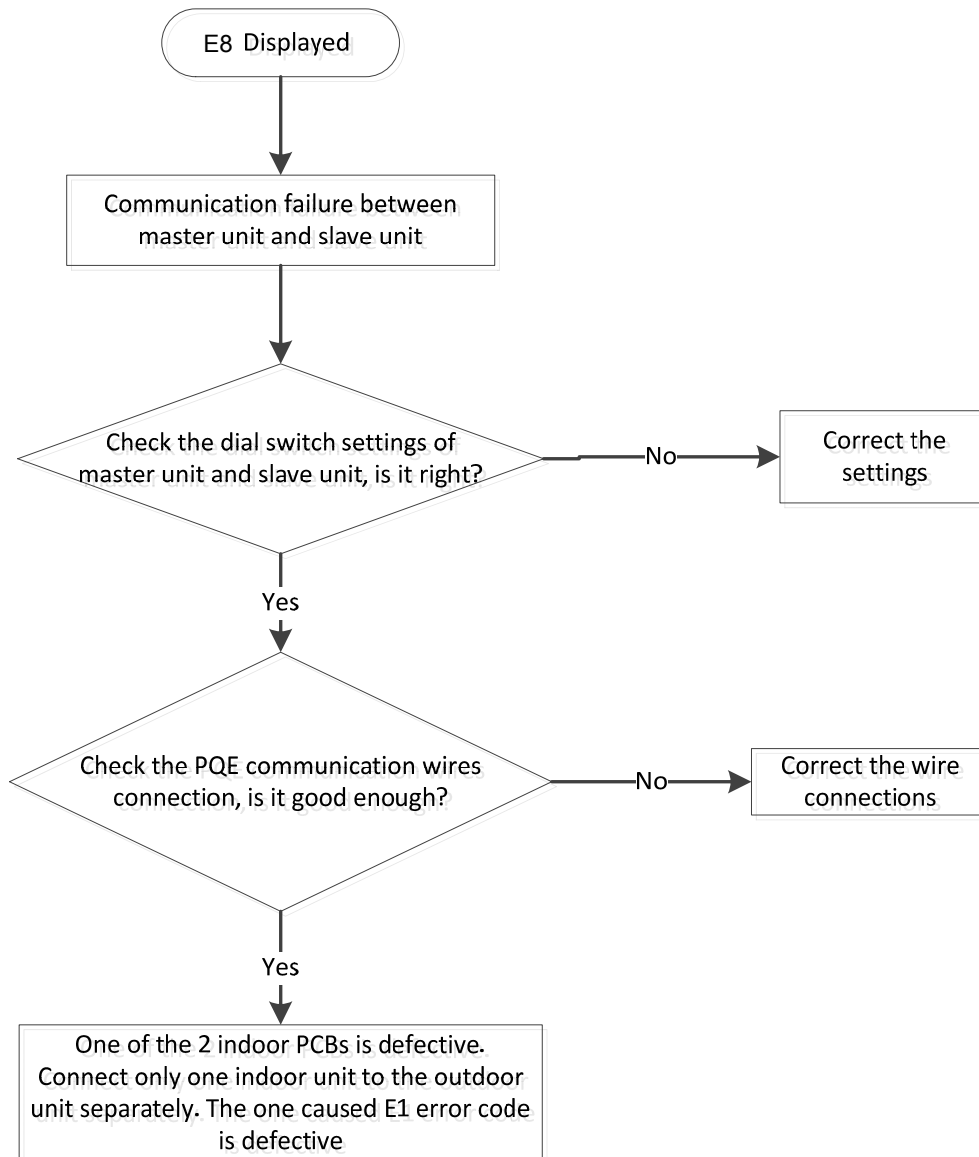 E8 Displayed
Communication failure between
master unit and slave unit
Check the dial switch settings of
master unit and slave unit, is it right?
No
Correct the
settings
Yes
Check the PQE communication wires
connection, is it good enough?
No
Correct the wire
connections
Yes
One of the 2 indoor PCBs is defective.
Connect only one indoor unit to the outdoor
unit separately. The one caused E1 error code
is defective